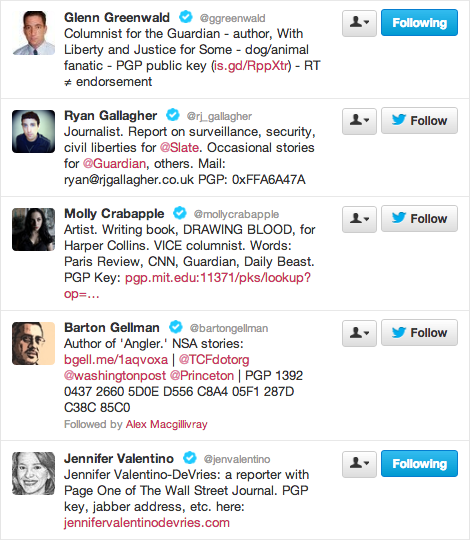 Glenn Greenwald @ggreenwald
Following
Columnist for the Guardian - author, With
Liberty and Justice for Some - dog/animal
fanatic - PGP public key (is.gd/RppXtr) - RT
≠ endorsement
Ryan Gallagher @rj_gallagher
Follow
Journalist. Report on surveillance, security,
civil liberties for @Slate. Occasional stories
for @Guardian, others. Mail:
ryan@rjgallagher.co.uk PGP: 0xFFA6A47A
Molly Crabapple @mollycrabapple
Follow
Artist. Writing book, DRAWING BLOOD, for
Harper Collins. VICE columnist. Words:
Paris Review, CNN, Guardian, Daily Beast.
PGP Key: pgp.mit.edu:11371/pks/lookup?
op=…
Barton Gellman @bartongellman
Follow
Author of 'Angler.' NSA stories:
bgell.me/1aqvoxa | @TCFdotorg
@washingtonpost @Princeton | PGP 1392
0437 2660 5D0E D556 C8A4 05F1 287D
C38C 85C0
Followed by Alex Macgillivray
Jennifer Valentino @jenvalentino
Following
Jennifer Valentino-DeVries: a reporter with
Page One of The Wall Street Journal. PGP
key, jabber address, etc. here:
jennifervalentinodevries.com